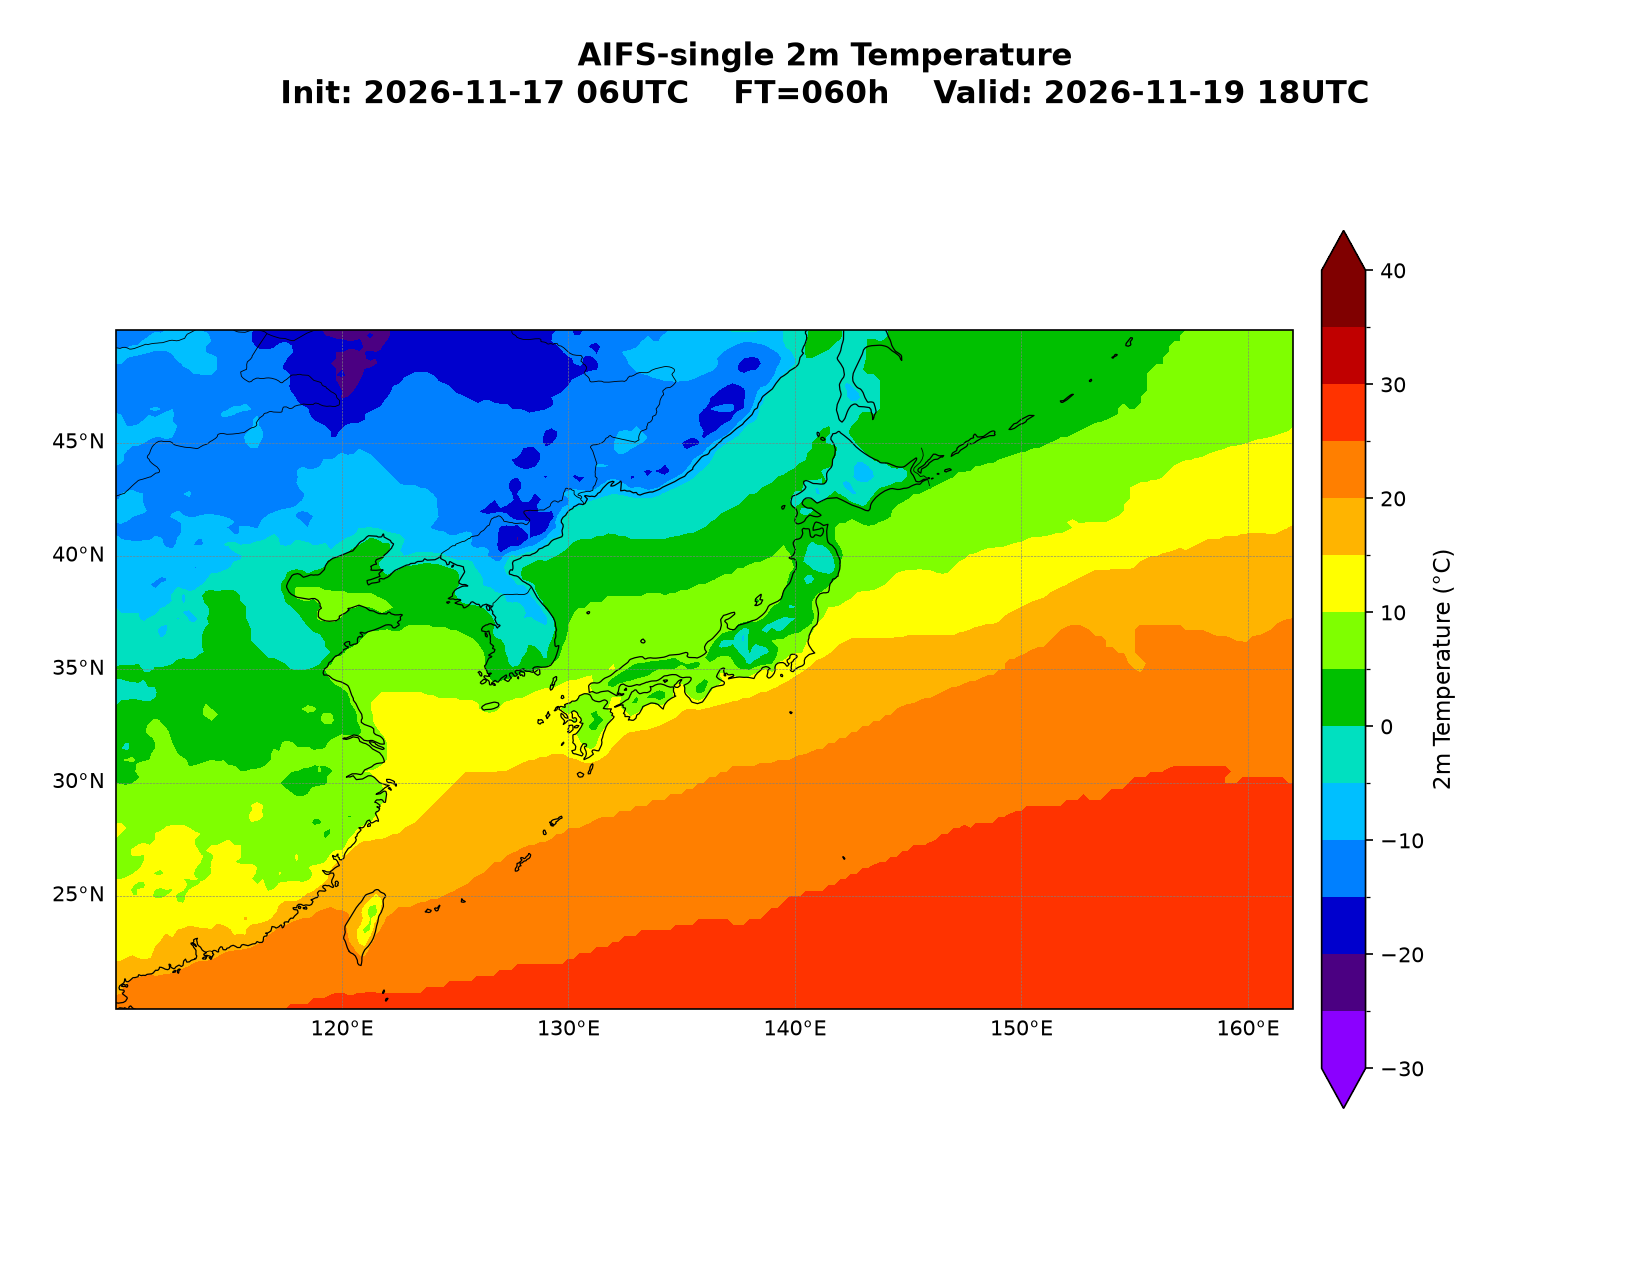 AIFS-single 2m Temperature
Init: 2026-11-17 06UTC    FT=060h    Valid: 2026-11-19 18UTC
45°N
40°N
35°N
30°N
25°N
120°E
130°E
140°E
150°E
160°E
40
30
20
10
0
−10
−20
−30
2m Temperature (°C)